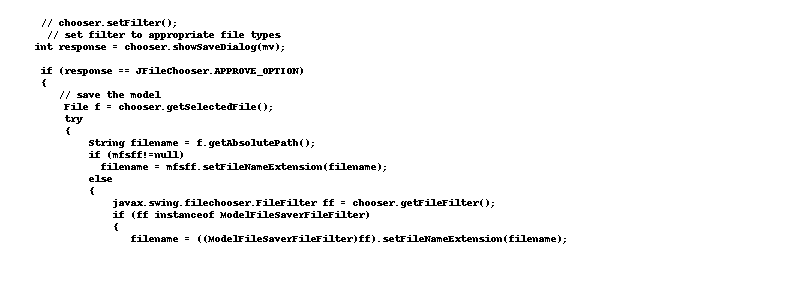 // chooser.setFilter();
// set filter to appropriate file types
int response = chooser.showSaveDialog(mv);
if (response == JFileChooser.APPROVE_OPTION)
{
// save the model
File f = chooser.getSelectedFile();
try
{
String filename = f.getAbsolutePath();
if (mfsff!=null)
filename = mfsff.setFileNameExtension(filename);
else
{
javax.swing.filechooser.FileFilter ff = chooser.getFileFilter();
if (ff instanceof ModelFileSaverFileFilter)
{
filename = ((ModelFileSaverFileFilter)ff).setFileNameExtension(filename);